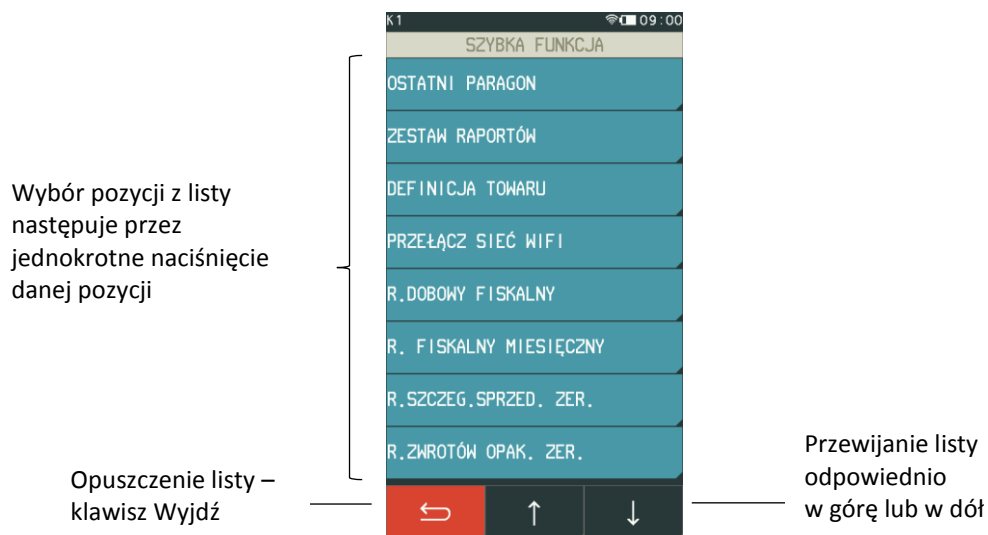 K1 09:00
SZYBKA FUNKCJA
OSTATNI PARAGON
ZESTAW RAPORTÓW
DEFINICJA TOWARU
PRZEŁĄCZ SIEĆ WIFI
R.DOBOWY FISKALNY
R. FISKALNY MIESIĘCZNY
R.SZCZEG.SPRZED. ZER.
R.ZWROTÓW OPAK. ZER.
Wybór pozycji z listy
następuje przez
jednokrotne naciśnięcie
danej pozycji
Opuszczenie listy –
klawisz Wyjdź
Przewijanie listy
odpowiednio
w górę lub w dół